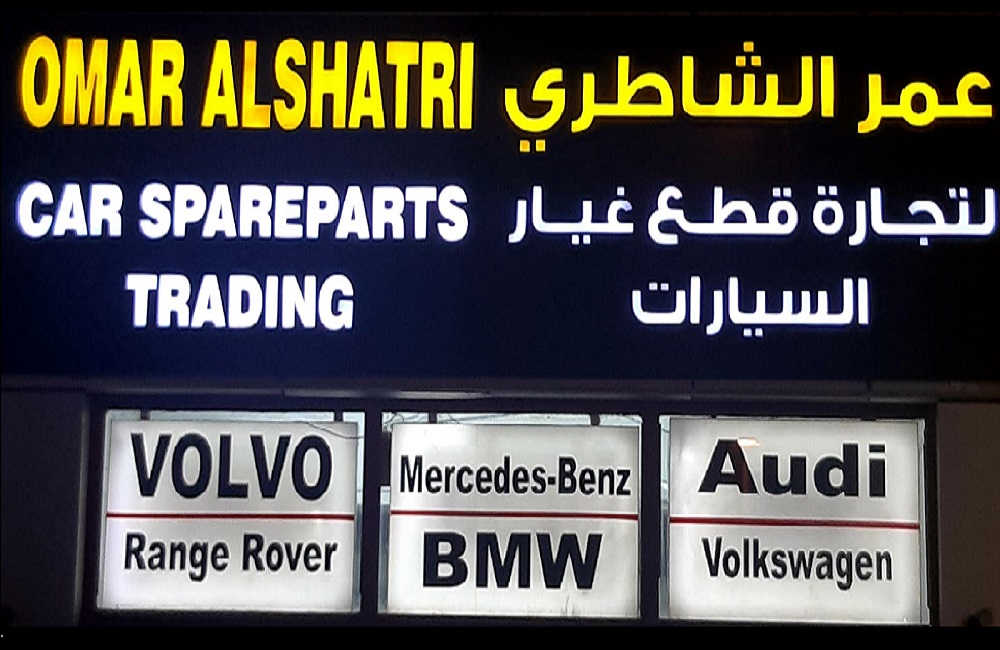 OMAR ALSHATRI عمر الشاطري
CAR SPAREPARTS لتجارة قطع غيار
TRADING السيارات
VOLVO
Range Rover
Mercedes-Benz
BMW
Audi
Volkswagen